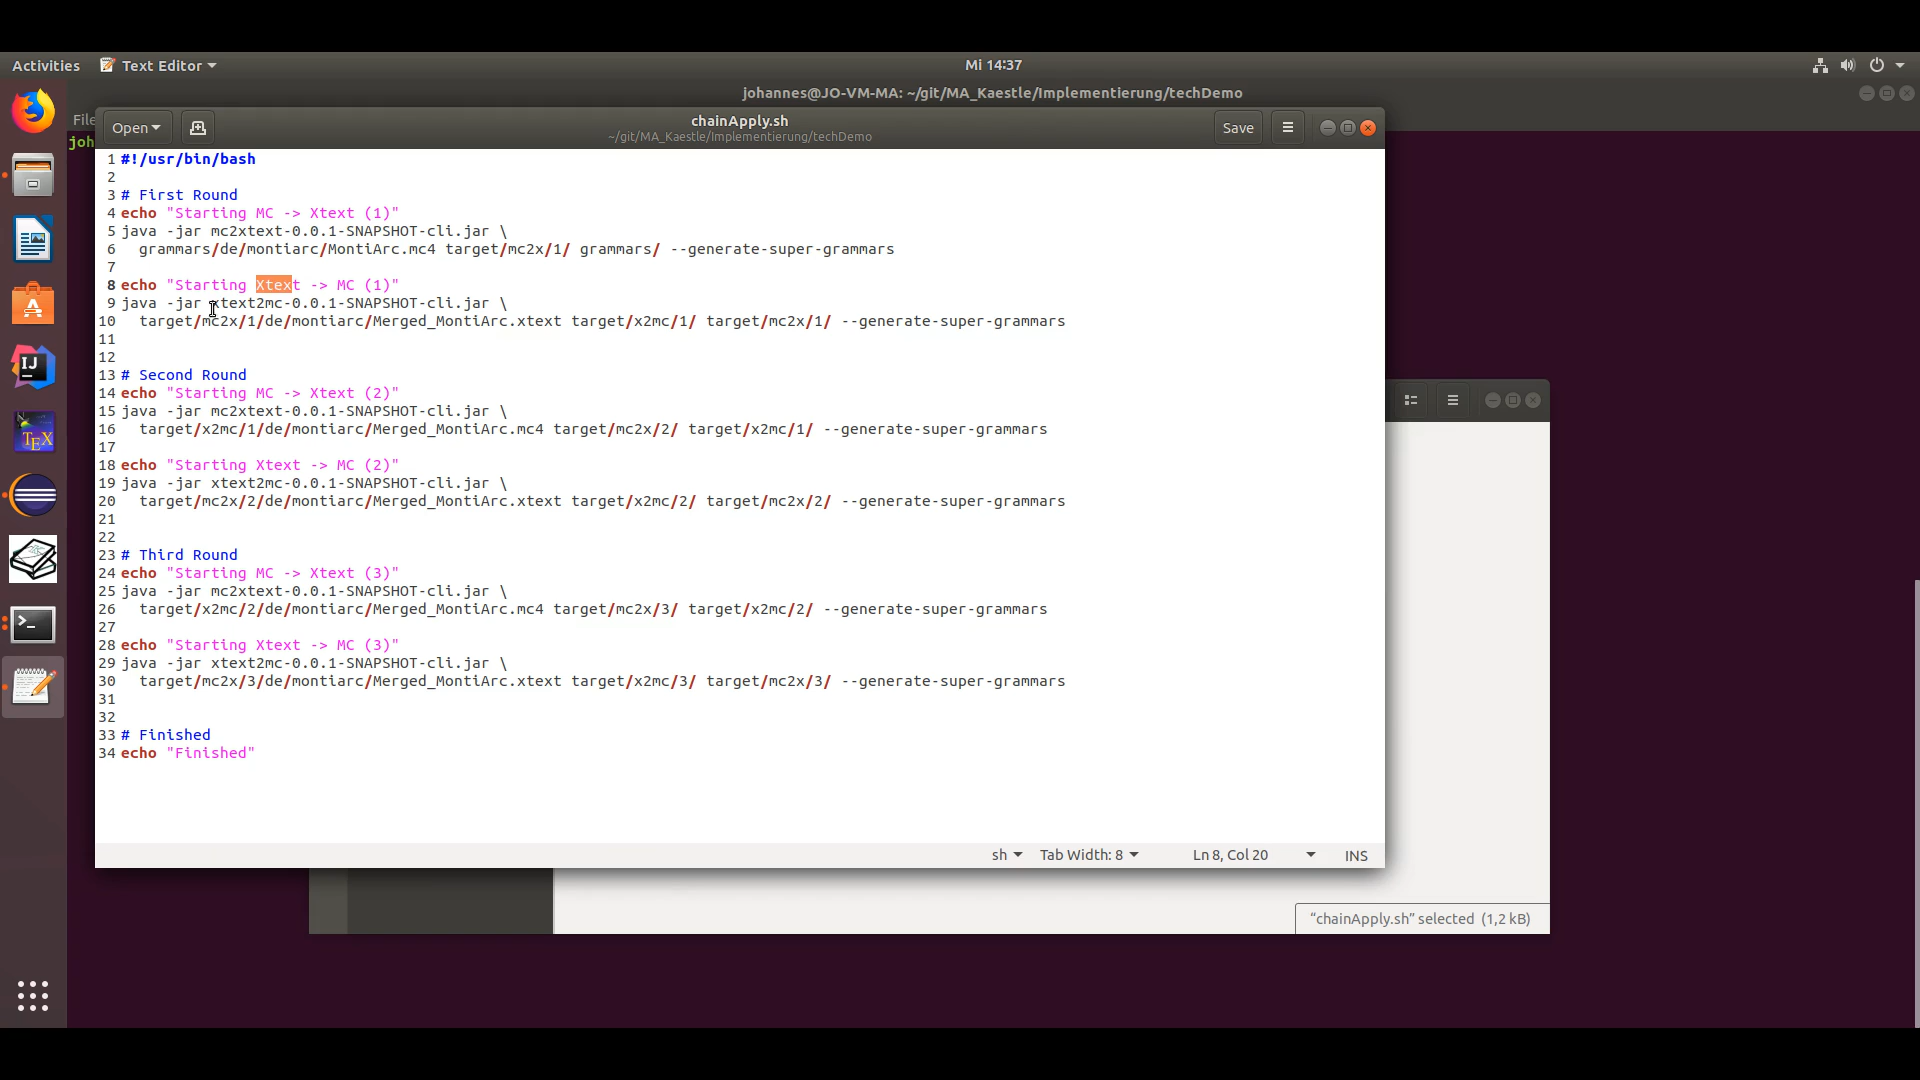 Activities
Text Editor
Mi 14:37
johannes@JO-VM-MA: ~/git/MA_Kaestle/Implementierung/techDemo
File
joh
Open
chainApply.sh
~/git/MA_Kaestle/Implementierung/techDemo
Save
1 #!/usr/bin/bash
2
3 # First Round
4 echo "Starting MC -> Xtext (1)"
5 java -jar mc2xtext-0.0.1-SNAPSHOT-cli.jar \
6   grammars/de/montiarc/MontiArc.mc4 target/mc2x/1/ grammars/ --generate-super-grammars
7
8 echo "Starting Xtext -> MC (1)"
9 java -jar xtext2mc-0.0.1-SNAPSHOT-cli.jar \
10   target/mc2x/1/de/montiarc/Merged_MontiArc.xtext target/x2mc/1/ target/mc2x/1/ --generate-super-grammars
11
12
13 # Second Round
14 echo "Starting MC -> Xtext (2)"
15 java -jar mc2xtext-0.0.1-SNAPSHOT-cli.jar \
16   target/x2mc/1/de/montiarc/Merged_MontiArc.mc4 target/mc2x/2/ target/x2mc/1/ --generate-super-grammars
17
18 echo "Starting Xtext -> MC (2)"
19 java -jar xtext2mc-0.0.1-SNAPSHOT-cli.jar \
20   target/mc2x/2/de/montiarc/Merged_MontiArc.xtext target/x2mc/2/ target/mc2x/2/ --generate-super-grammars
21
22
23 # Third Round
24 echo "Starting MC -> Xtext (3)"
25 java -jar mc2xtext-0.0.1-SNAPSHOT-cli.jar \
26   target/x2mc/2/de/montiarc/Merged_MontiArc.mc4 target/mc2x/3/ target/x2mc/2/ --generate-super-grammars
27
28 echo "Starting Xtext -> MC (3)"
29 java -jar xtext2mc-0.0.1-SNAPSHOT-cli.jar \
30   target/mc2x/3/de/montiarc/Merged_MontiArc.xtext target/x2mc/3/ target/mc2x/3/ --generate-super-grammars
31
32
33 # Finished
34 echo "Finished"
sh
Tab Width: 8
Ln 8, Col 20
INS
“chainApply.sh” selected (1,2 kB)
IJ
TEX